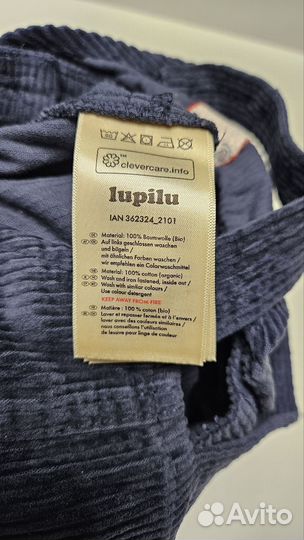 ™
clevercare.info
lupilu
IAN 362324_2101
Material: 100% Baumwolle (Bio)
Auf links geschlossen waschen
und bügeln /
mit ähnlichen Farben waschen /
wir empfehlen ein Colorwaschmittel
Material: 100% cotton (organic)
Wash and iron fastened, inside out /
Wash with similar colours /
Use colour detergent
KEEP AWAY FROM FIRE
Matière : 100% coton (bio)
Laver et repasser fermé et à l'envers /
laver avec des couleurs similaires /
nous conseillons l'utilisation
de lessive pour linge de couleur
Avito